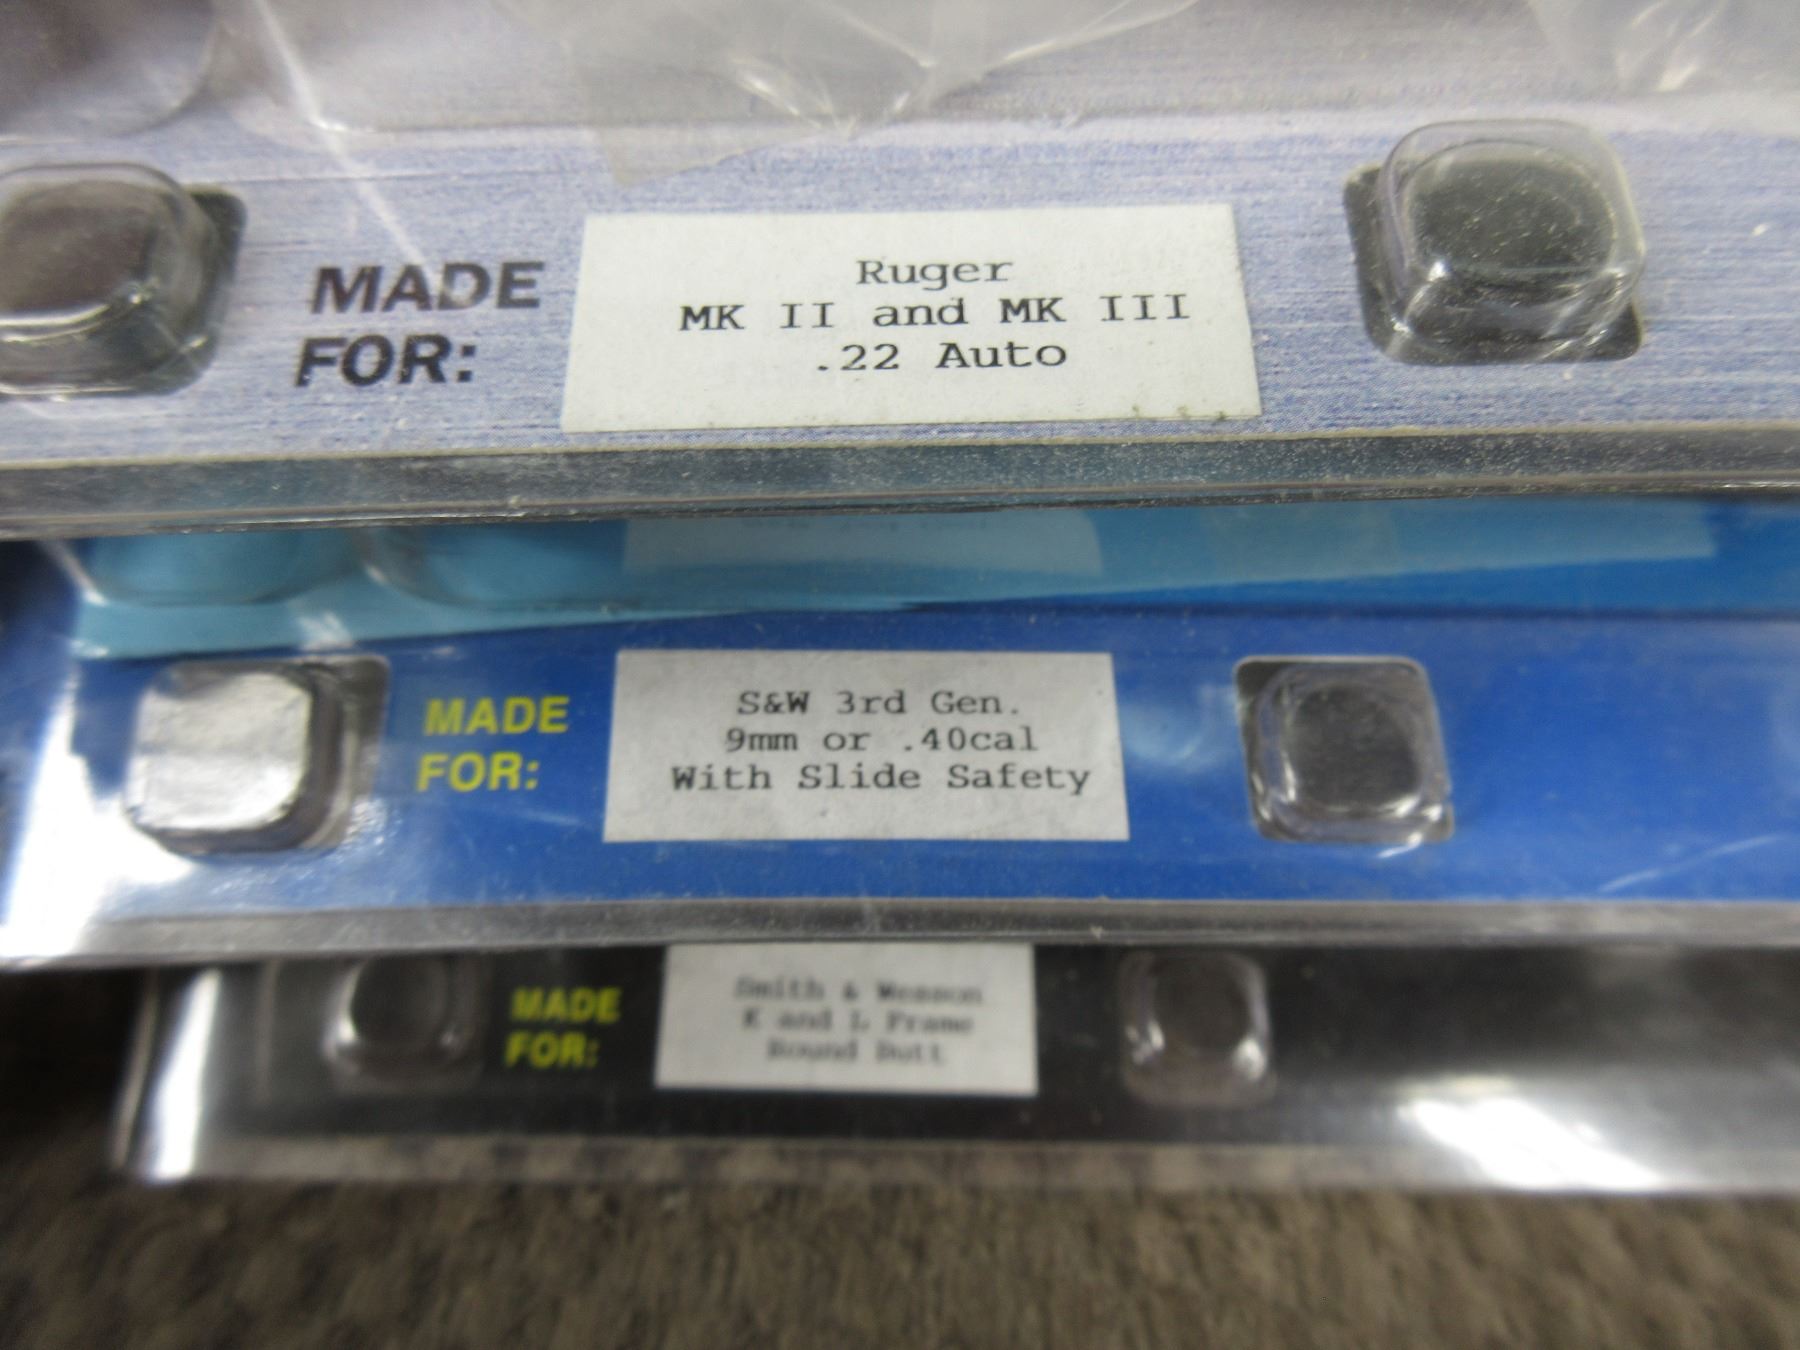 MADE
FOR:
Ruger
MK II and MK III
.22 Auto
MADE
FOR:
S&W 3rd Gen.
9mm or .40cal
With Slide Safety
MADE
FOR:
Smith & Wesson
K and L Frame
Round Butt